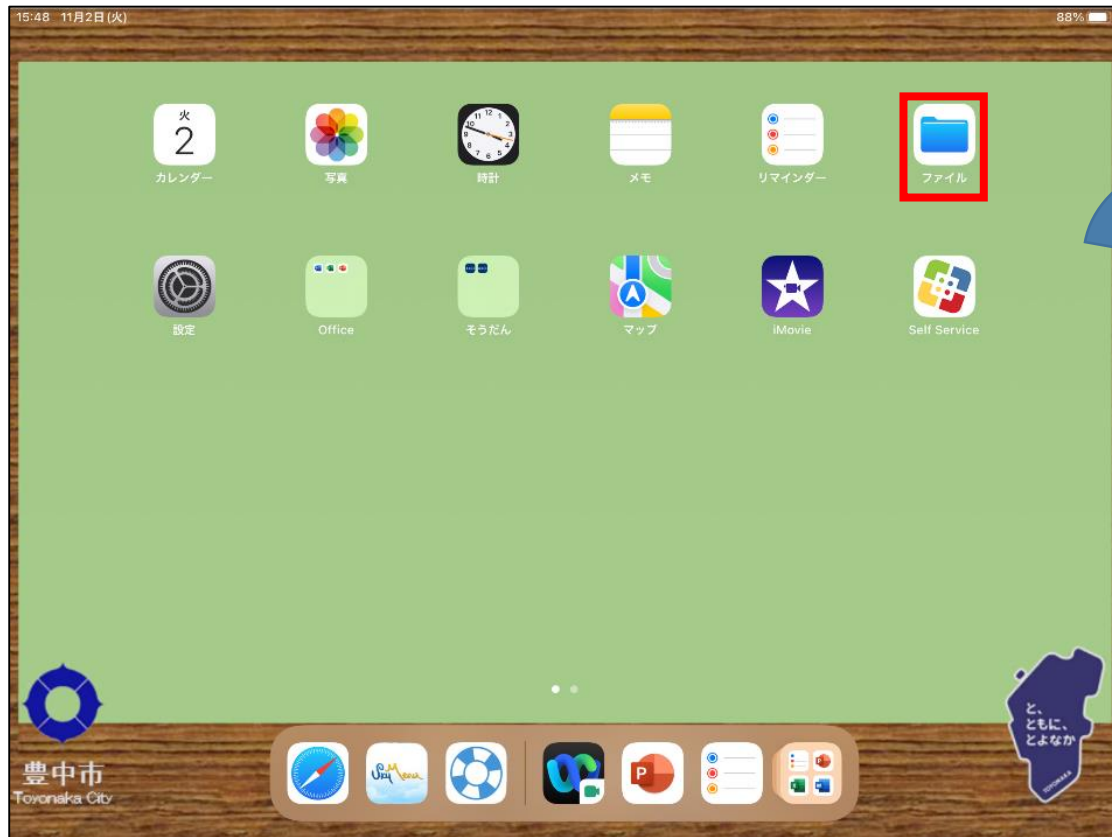 15:48 11月2日(火) 88%
火
2
カレンダー 写真 時計 メモ リマインダー ファイル
設定 Office そうだん マップ iMovie Self Service
と、
ともに、
とよなか
TOYONAKA
豊中市
Toyonaka City
Sky Menu
P